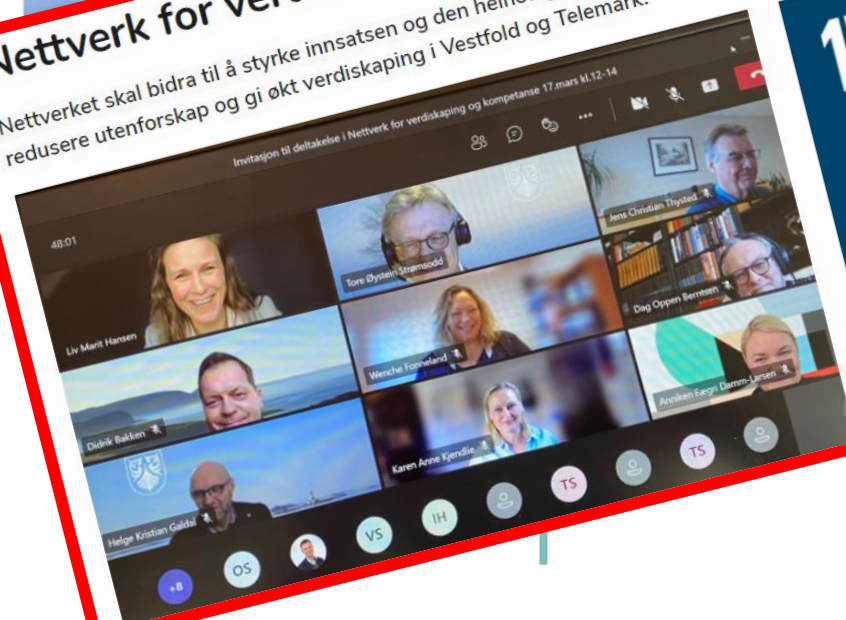 Nettverk for
Nettverket skal bidra til å styrke innsatsen og den
redusere utenforskap og gi økt verdiskaping i Vestfold og Telemark.
Invitasjon til deltakelse i Nettverk for verdiskaping og kompetanse 17.mars kl.12-14
48:01
Liv Marit Hansen
Tore Øystein Strømsodd
Jens Christian Thysted
Didrik Bakken
Wenche Fonneland
Dag Oppen Berntsen
Helge Kristian Galdal
Karen Anne Kjendlie
Anniken Fægri Damm-Larsen
+8
OS
VS
IH
TS
TS